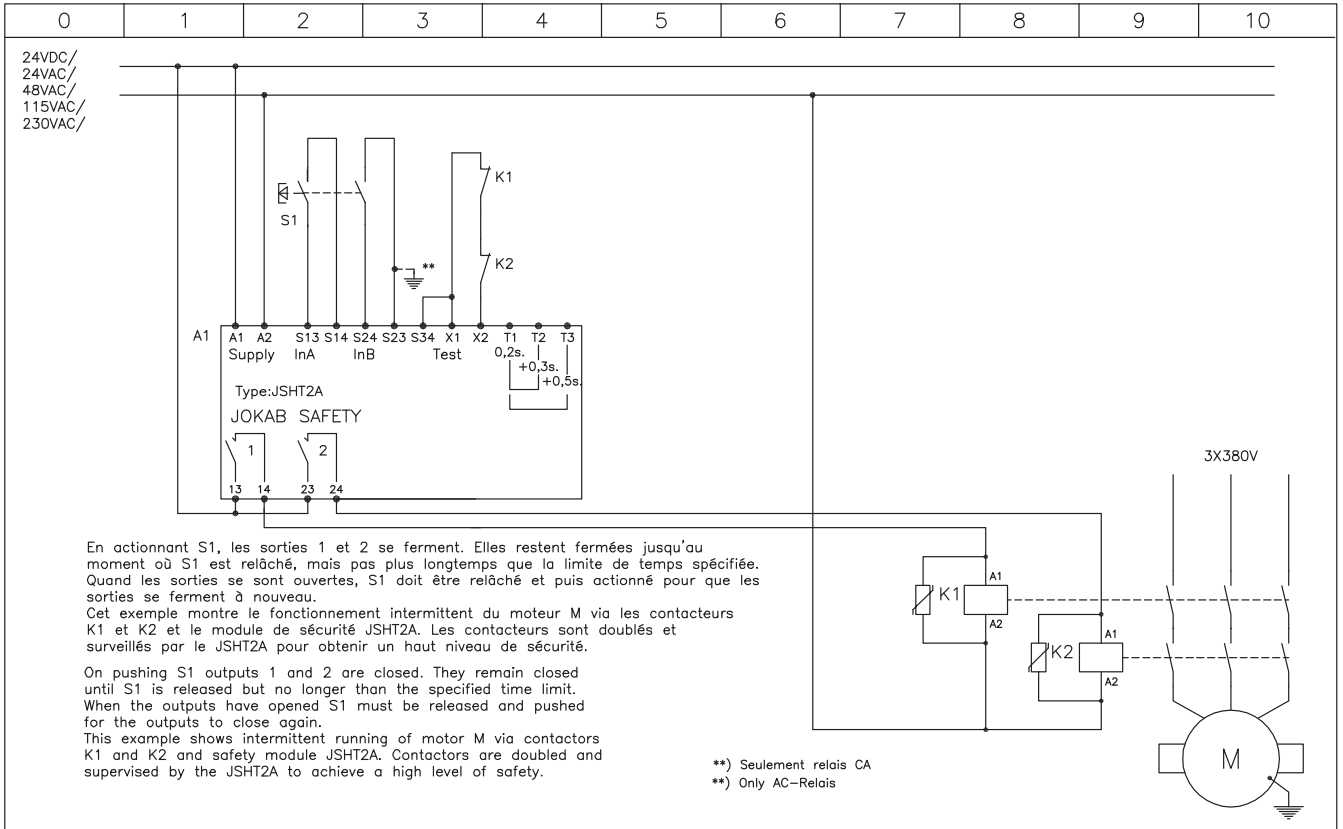 0 1 2 3 4 5 6 7 8 9 10
24VDC/
24VAC/
48VAC/
115VAC/
230VAC/
K1
S1
K2
**
A1 A1 A2 S13 S14 S24 S23 S34 X1 X2 T1 T2 T3
Supply InA InB Test 0,2s.
+0,3s.
+0,5s.
Type:JSHT2A
JOKAB SAFETY
1 2
13 14 23 24
3X380V
En actionnant S1, les sorties 1 et 2 se ferment. Elles restent fermées jusqu'au
moment où S1 est relâché, mais pas plus longtemps que la limite de temps spécifiée.
Quand les sorties se sont ouvertes, S1 doit être relâché et puis actionné pour que les
sorties se ferment à nouveau.
Cet exemple montre le fonctionnement intermittent du moteur M via les contacteurs
K1 et K2 et le module de sécurité JSHT2A. Les contacteurs sont doublés et
surveillés par le JSHT2A pour obtenir un haut niveau de sécurité.
On pushing S1 outputs 1 and 2 are closed. They remain closed
until S1 is released but no longer than the specified time limit.
When the outputs have opened S1 must be released and pushed
for the outputs to close again.
This example shows intermittent running of motor M via contactors
K1 and K2 and safety module JSHT2A. Contactors are doubled and
supervised by the JSHT2A to achieve a high level of safety.
A1
K1
A2
A1
K2
A2
M
**) Seulement relais CA
**) Only AC-Relais